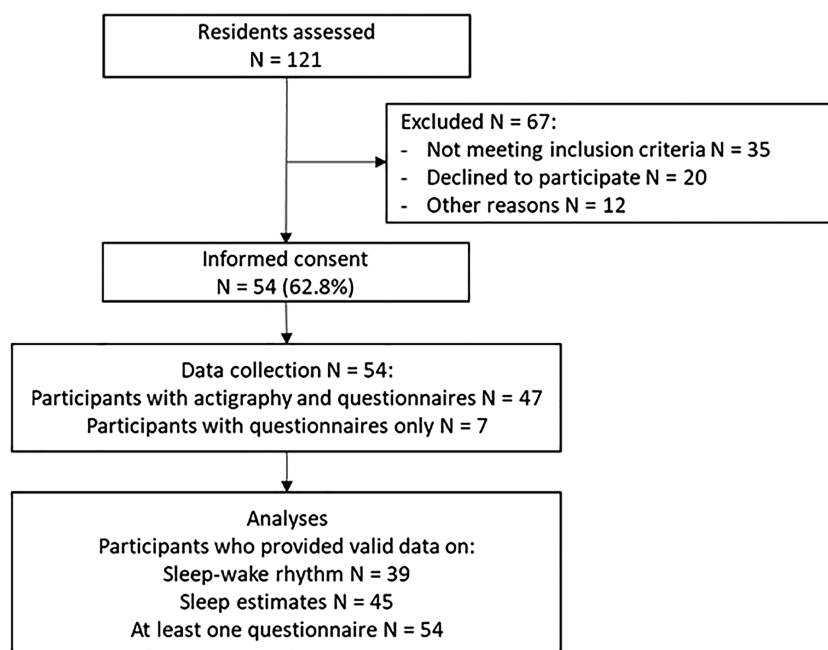 Residents assessed
N = 121
Excluded N = 67:
- Not meeting inclusion criteria N = 35
- Declined to participate N = 20
- Other reasons N = 12
Informed consent
N = 54 (62.8%)
Data collection N = 54:
Participants with actigraphy and questionnaires N = 47
Participants with questionnaires only N = 7
Analyses
Participants who provided valid data on:
Sleep-wake rhythm N = 39
Sleep estimates N = 45
At least one questionnaire N = 54